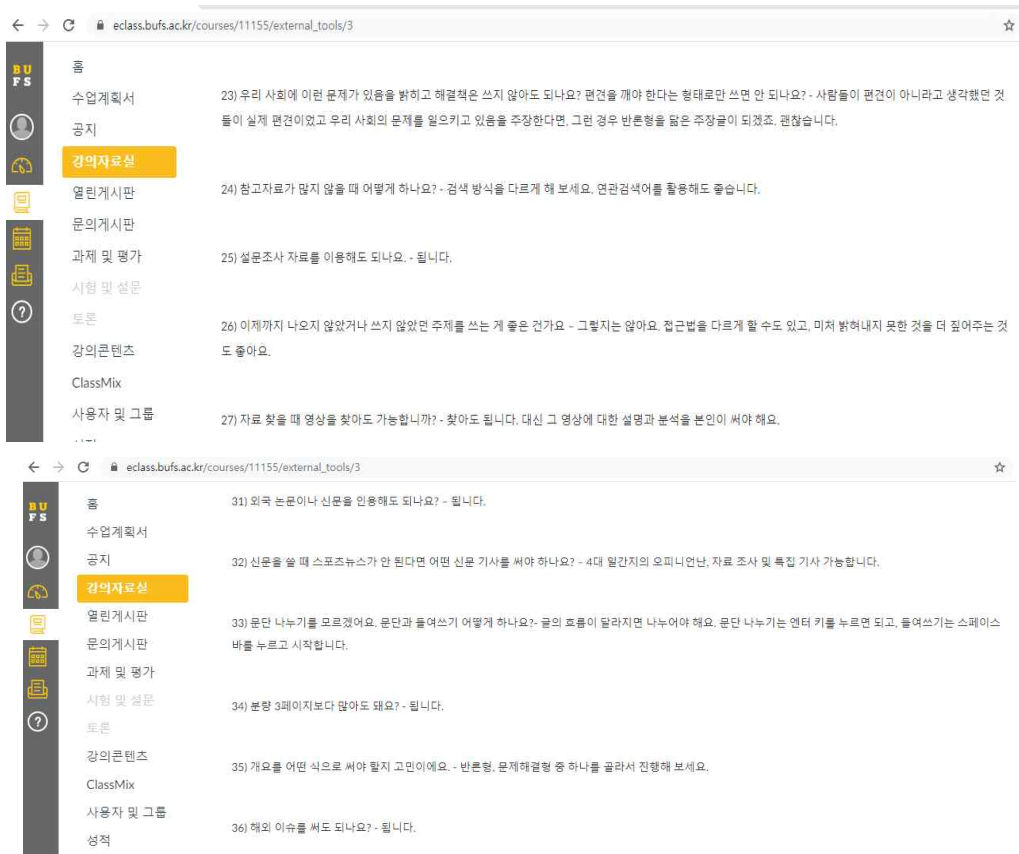 eclass.bufs.ac.kr/courses/11155/external_tools/3
BU
FS
홈
수업계획서
공지
강의자료실
열린게시판
문의게시판
과제 및 평가
시험 및 설문
토론
강의콘텐츠
ClassMix
사용자 및 그룹
23) 우리 사회에 이런 문제가 있음을 밝히고 해결책은 쓰지 않아도 되나요? 편견을 깨야 한다는 형태로만 쓰면 안 되나요? - 사람들이 편견이 아니라고 생각했던 것
들이 실제 편견이었고 우리 사회의 문제를 일으키고 있음을 주장한다면, 그런 경우 반론형을 닮은 주장글이 되겠죠. 괜찮습니다.
24) 참고자료가 많지 않을 때 어떻게 하나요? - 검색 방식을 다르게 해 보세요. 연관검색어를 활용해도 좋습니다.
25) 설문조사 자료를 이용해도 되나요. - 됩니다.
26) 이제까지 나오지 않았거나 쓰지 않았던 주제를 쓰는 게 좋은 건가요 - 그렇지는 않아요. 접근법을 다르게 할 수도 있고, 미처 밝혀내지 못한 것을 더 짚어주는 것
도 좋아요.
27) 자료 찾을 때 영상을 찾아도 가능합니까? - 찾아도 됩니다. 대신 그 영상에 대한 설명과 분석을 본인이 써야 해요.
eclass.bufs.ac.kr/courses/11155/external_tools/3
BU
FS
홈
수업계획서
공지
강의자료실
열린게시판
문의게시판
과제 및 평가
시험 및 설문
토론
강의콘텐츠
ClassMix
사용자 및 그룹
성적
31) 외국 논문이나 신문을 인용해도 되나요? - 됩니다.
32) 신문을 쓸 때 스포츠뉴스가 안 된다면 어떤 신문 기사를 써야 하나요? - 4대 일간지의 오피니언난, 자료 조사 및 특집 기사 가능합니다.
33) 문단 나누기를 모르겠어요. 문단과 들여쓰기 어떻게 하나요?- 글의 흐름이 달라지면 나누어야 해요. 문단 나누기는 엔터 키를 누르면 되고, 들여쓰기는 스페이스
바를 누르고 시작합니다.
34) 분량 3페이지보다 많아도 돼요? - 됩니다.
35) 개요를 어떤 식으로 써야 할지 고민이에요. - 반론형, 문제해결형 중 하나를 골라서 진행해 보세요.
36) 해외 이슈를 써도 되나요? - 됩니다.